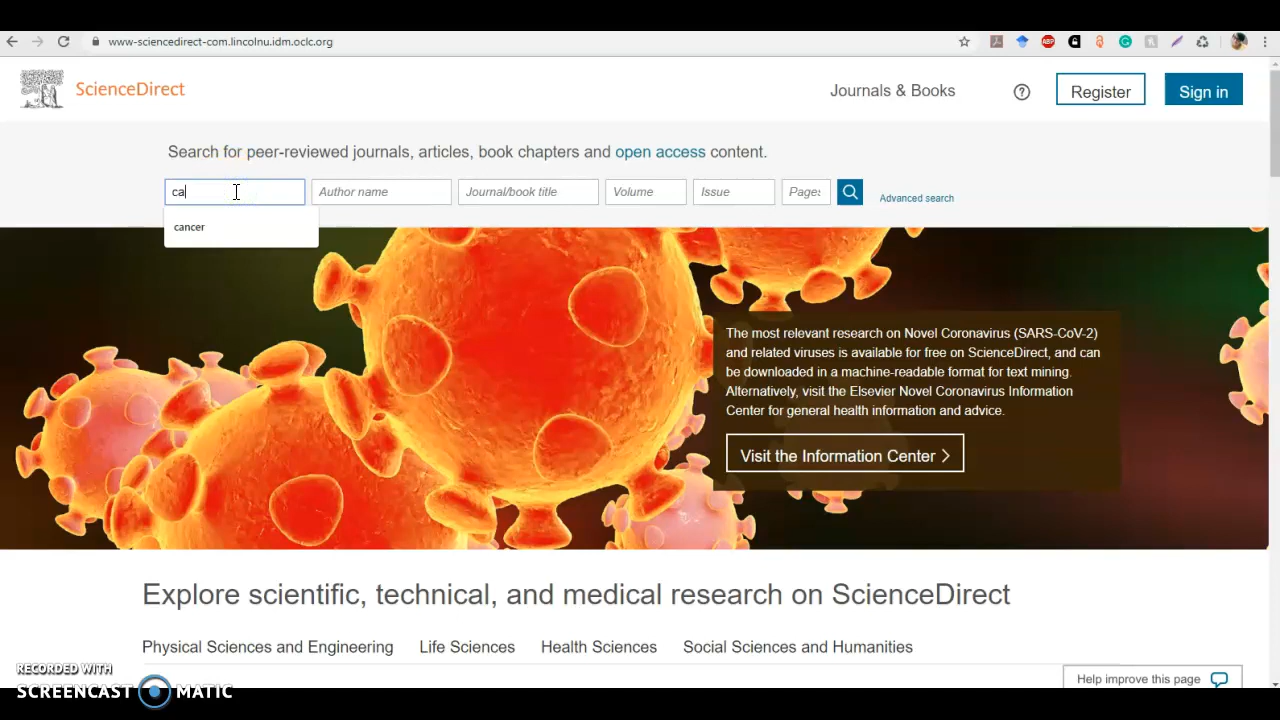 www-sciencedirect-com.lincolnu.idm.oclc.org
ABP
ScienceDirect
Journals & Books
?
Register
Sign in
Search for peer-reviewed journals, articles, book chapters and open access content.
ca
Author name
Journal/book title
Volume
Issue
Page
Advanced search
cancer
The most relevant research on Novel Coronavirus (SARS-CoV-2)
and related viruses is available for free on ScienceDirect, and can
be downloaded in a machine-readable format for text mining.
Alternatively, visit the Elsevier Novel Coronavirus Information
Center for general health information and advice.
Visit the Information Center >
Explore scientific, technical, and medical research on ScienceDirect
Physical Sciences and Engineering
Life Sciences
Health Sciences
Social Sciences and Humanities
Help improve this page
RECORDED WITH
SCREENCAST MATIC